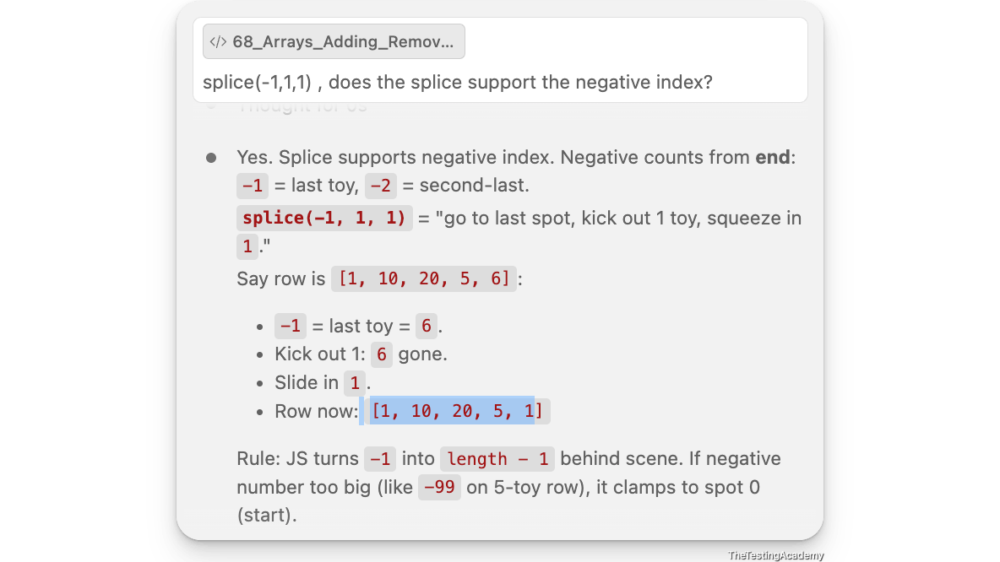 </> 68_Arrays_Adding_Remov...
splice(-1,1,1) , does the splice support the negative index?
Yes. Splice supports negative index. Negative counts from end:
-1 = last toy, -2 = second-last.
splice(-1, 1, 1) = "go to last spot, kick out 1 toy, squeeze in
1."
Say row is [1, 10, 20, 5, 6]:
• -1 = last toy = 6.
• Kick out 1: 6 gone.
• Slide in 1.
• Row now: [1, 10, 20, 5, 1]
Rule: JS turns -1 into length - 1 behind scene. If negative
number too big (like -99 on 5-toy row), it clamps to spot 0
(start).
TheTestingAcademy